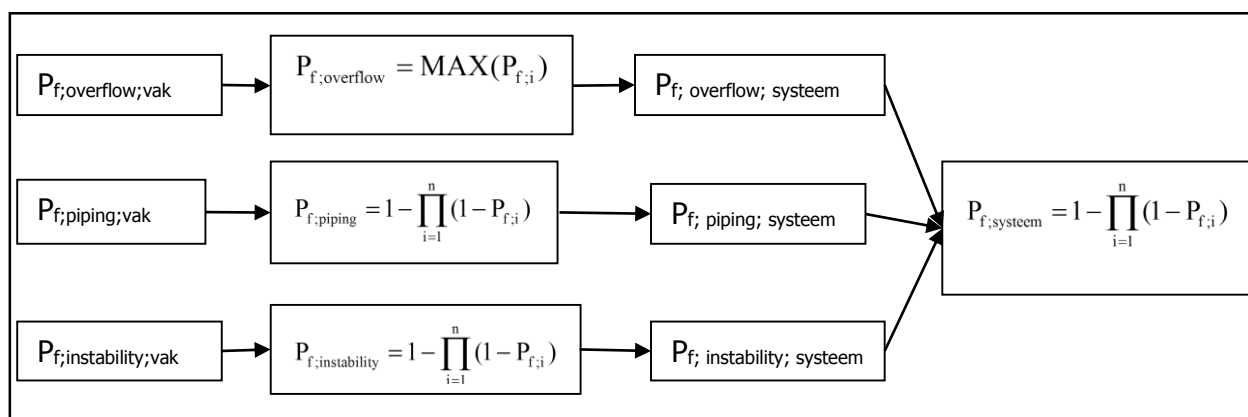 P_f;overflow;vak
P_f;overflow = MAX(P_f;i)
P_f; overflow; systeem
P_f;piping;vak
P_f;piping = 1 − ∏_{i=1}^{n} (1 − P_f;i)
P_f; piping; systeem
P_f;systeem = 1 − ∏_{i=1}^{n} (1 − P_f;i)
P_f;instability;vak
P_f;instability = 1 − ∏_{i=1}^{n} (1 − P_f;i)
P_f; instability; systeem